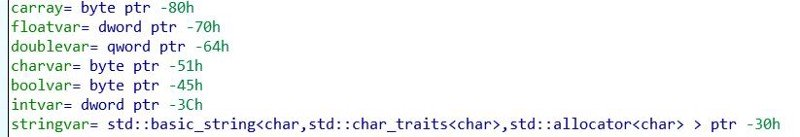 carray= byte ptr -80h
floatvar= dword ptr -70h
doublevar= qword ptr -64h
charvar= byte ptr -51h
boolvar= byte ptr -45h
intvar= dword ptr -3Ch
stringvar= std::basic_string<char,std::char_traits<char>,std::allocator<char> > ptr -30h